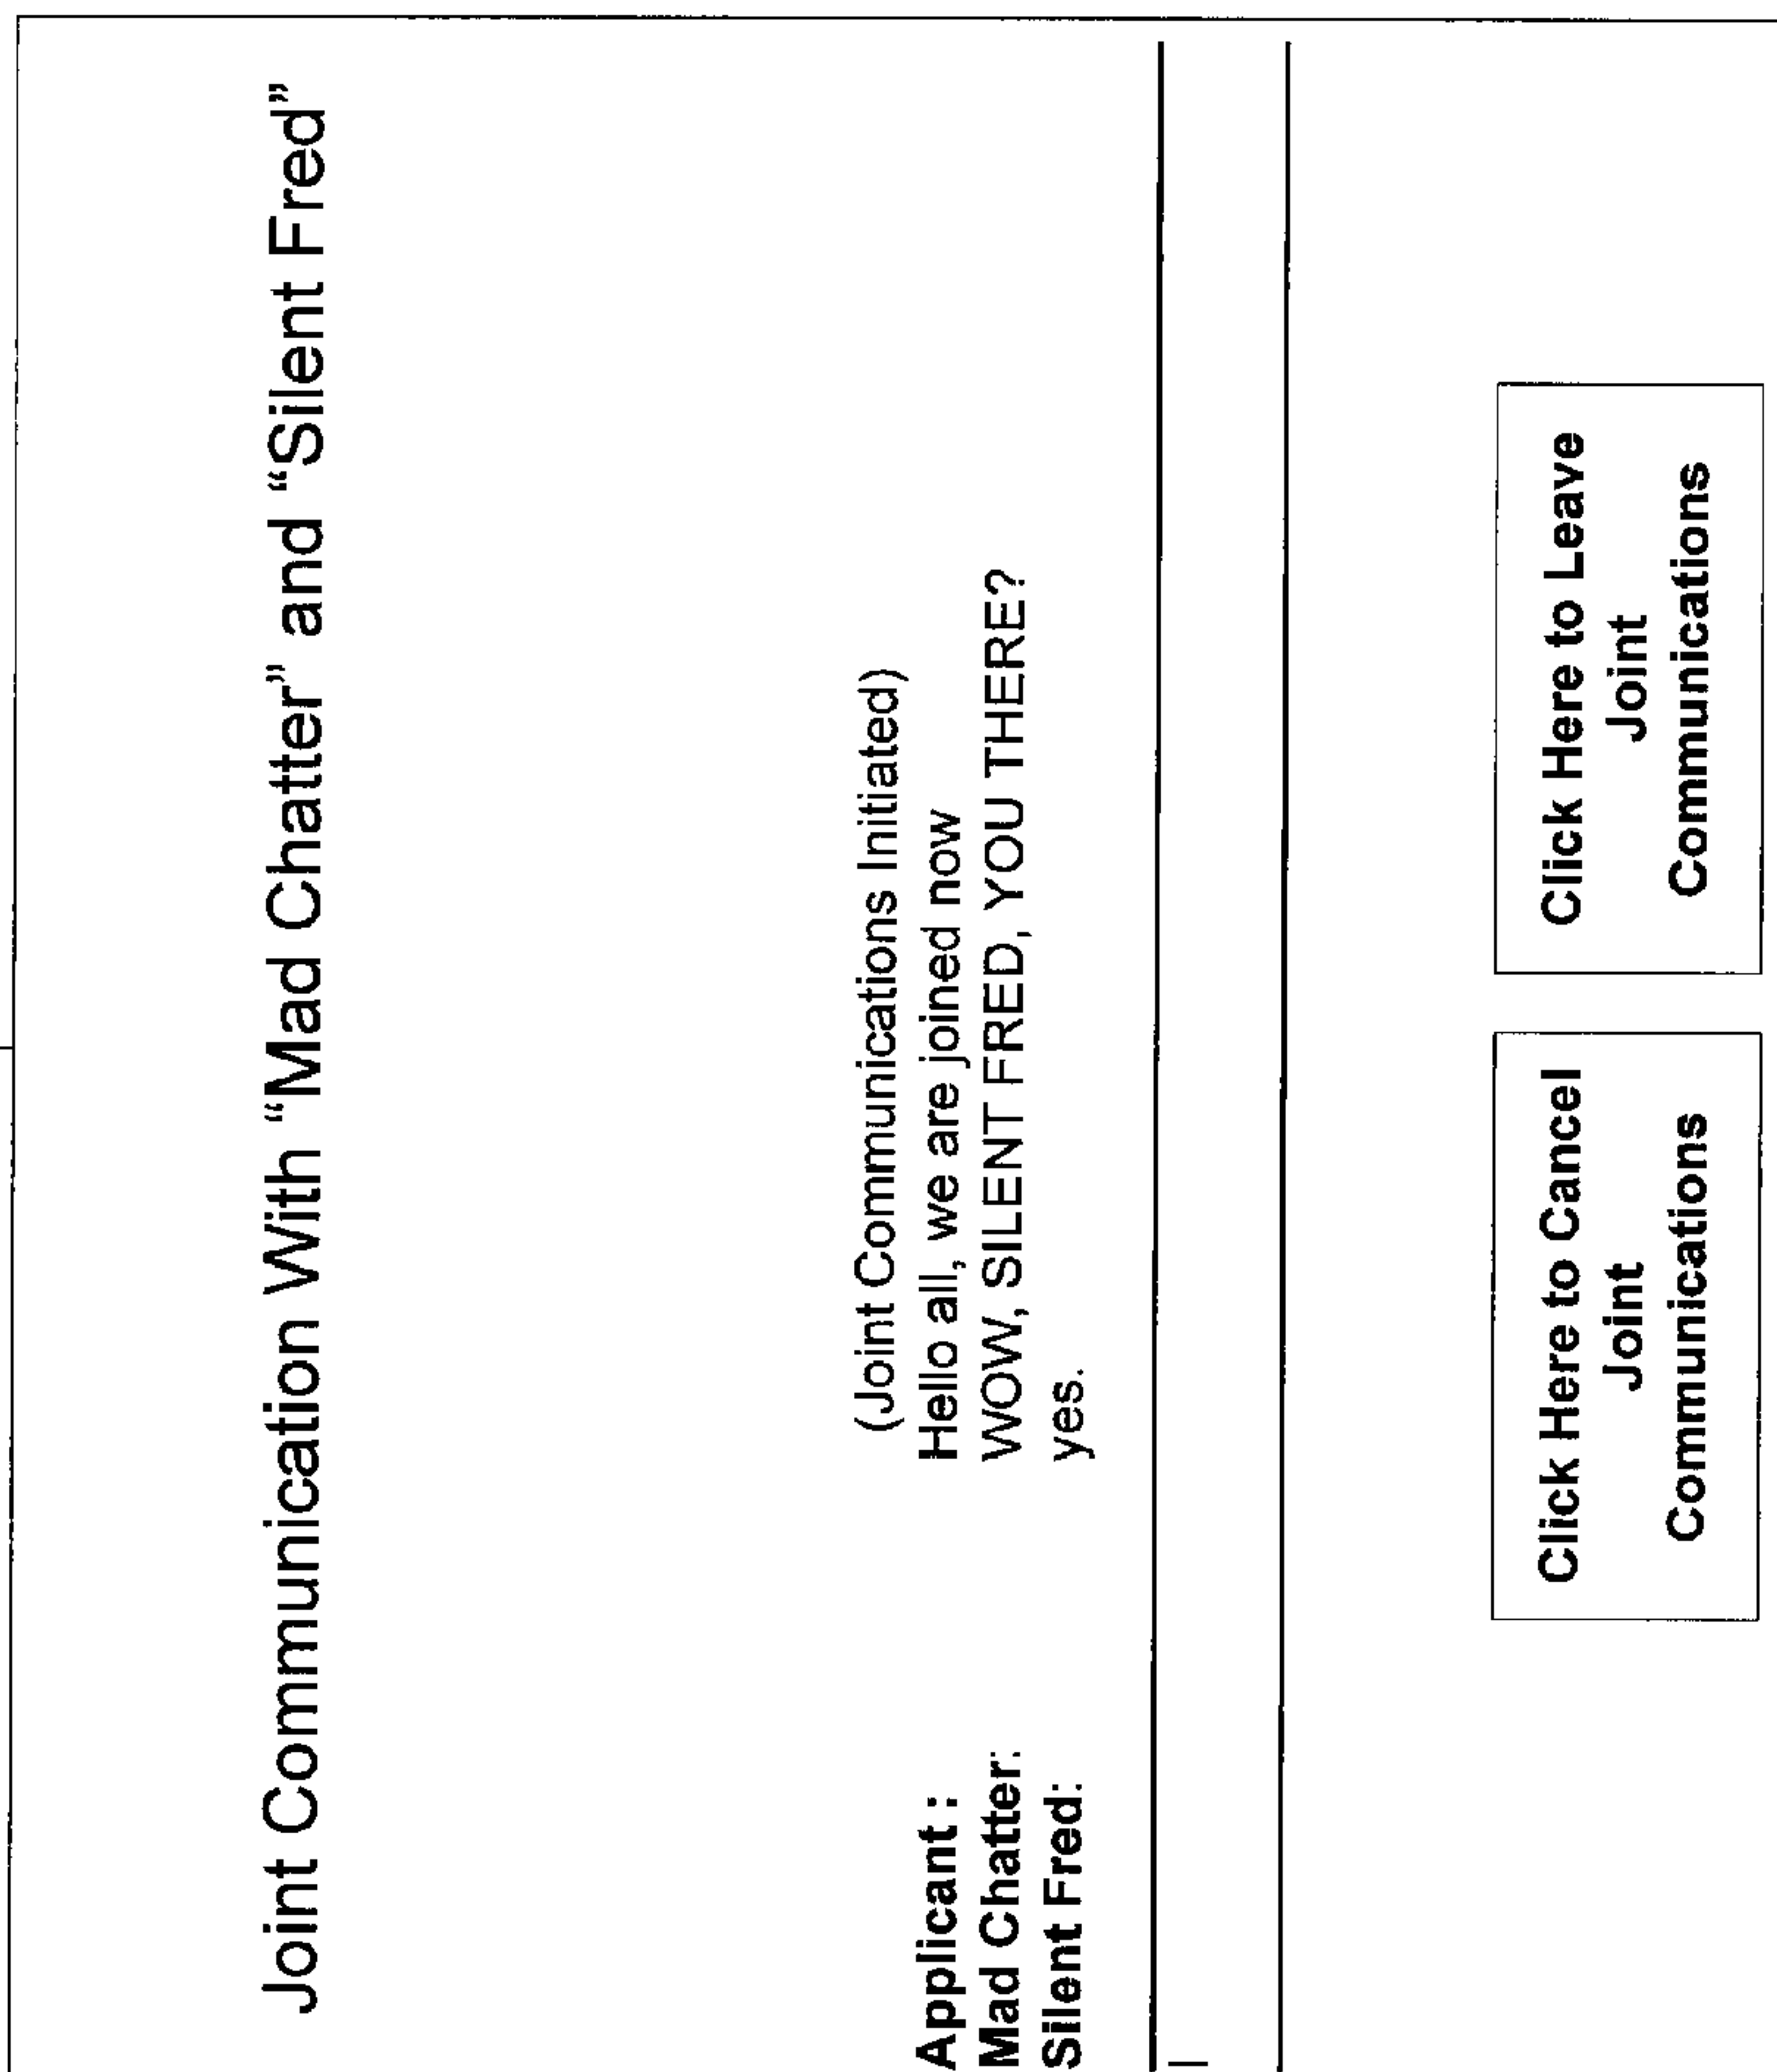 Joint Communication With “Mad Chatter” and “Silent Fred”
(Joint Communications Initiated)
Applicant : Hello all, we are joined now
Mad Chatter: WOW, SILENT FRED, YOU THERE?
Silent Fred: yes.
Click Here to Cancel
Joint
Communications
Click Here to Leave
Joint
Communications